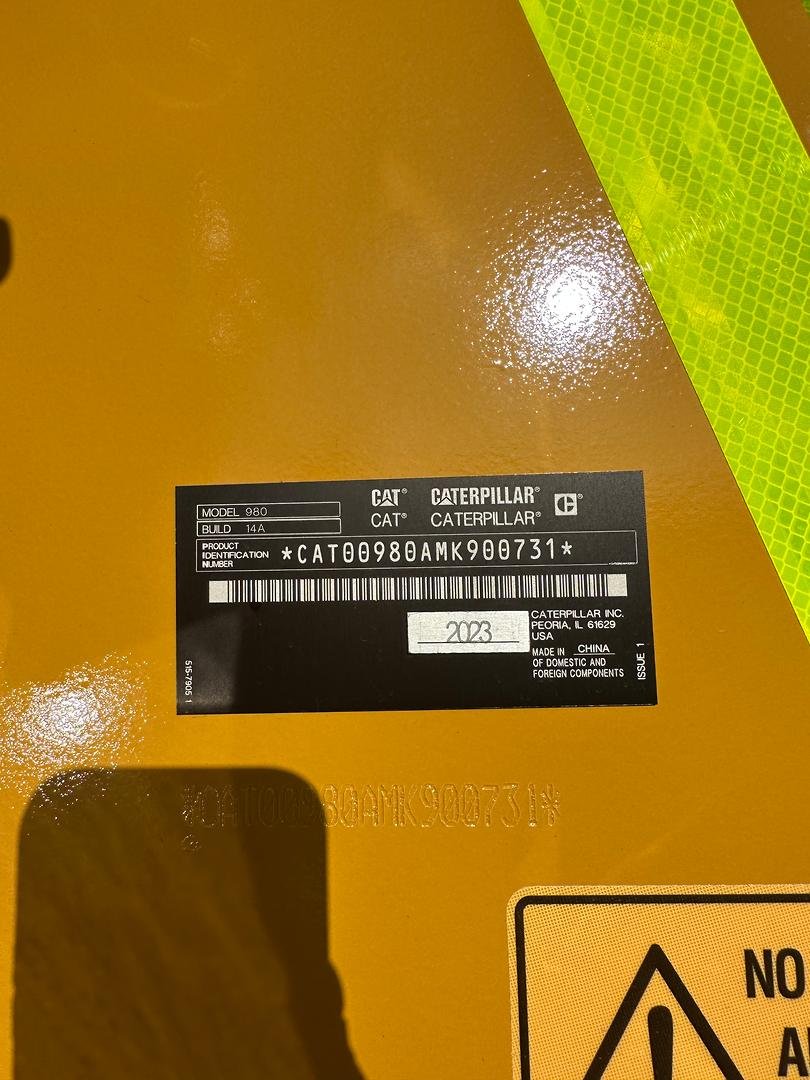 MODEL 980
BUILD 14A
CAT® CATERPILLAR®
CAT® CATERPILLAR®
PRODUCT
IDENTIFICATION
NUMBER
*CAT00980AMK900731*
2023
CATERPILLAR INC.
PEORIA, IL 61629
USA
MADE IN CHINA
OF DOMESTIC AND
FOREIGN COMPONENTS
515-7905 1
ISSUE 1
*CAT00980AMK900731*
NO